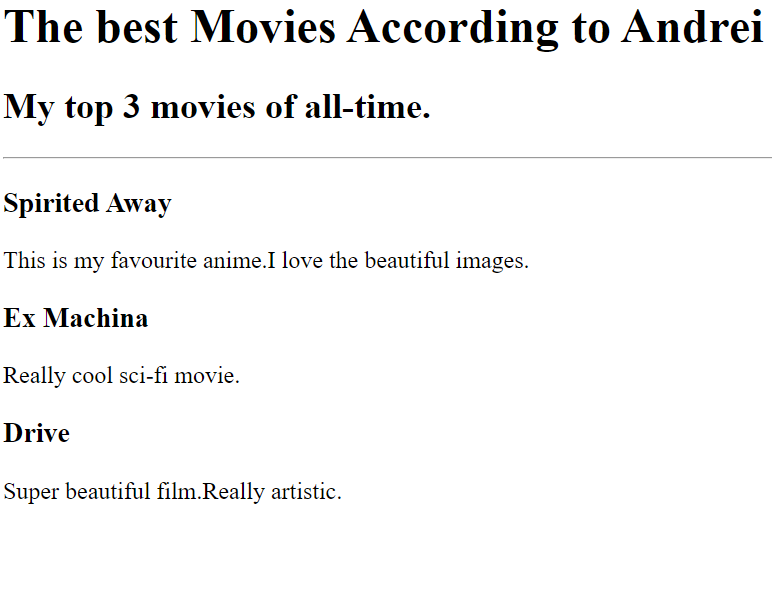 The best Movies According to Andrei
My top 3 movies of all-time.
Spirited Away
This is my favourite anime.I love the beautiful images.
Ex Machina
Really cool sci-fi movie.
Drive
Super beautiful film.Really artistic.